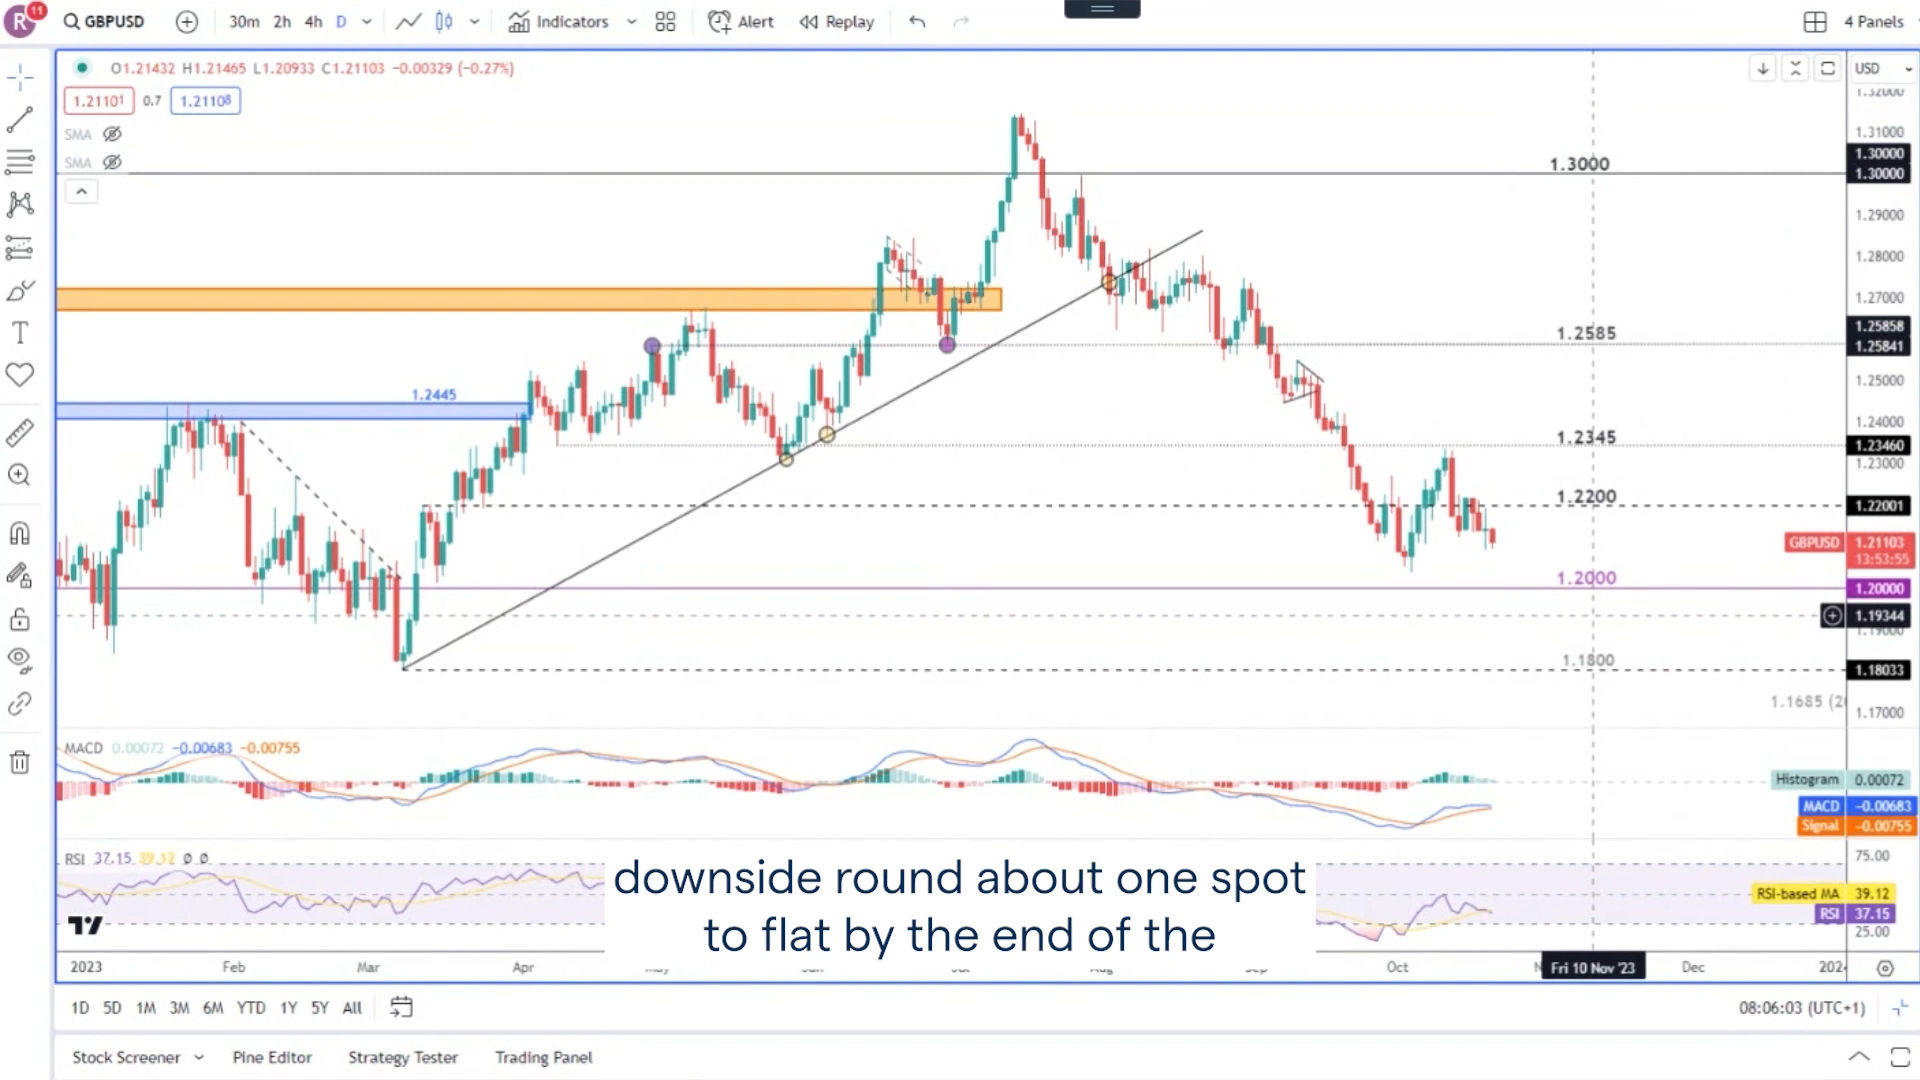 R 11 GBPUSD 30m 2h 4h D Indicators Alert Replay 4 Panels
O1.21432 H1.21465 L1.20933 C1.21103 −0.00329 (−0.27%)
USD
1.21101 0.7 1.21108
SMA
SMA
1.32000
1.31000
1.30000
1.3000
1.30000
1.29000
1.28000
1.27000
1.25858
1.2585
1.25841
1.25000
1.2445
1.24000
1.2345
1.23460
1.23000
1.2200
1.22001
GBPUSD 1.21103
13:53:55
1.2000
1.20000
1.19344
1.19000
1.1800
1.18033
1.1685
1.17000
MACD 0.00072 −0.00683 −0.00755
Histogram 0.00072
MACD −0.00683
Signal −0.00755
RSI 37.15 39.12 Ø Ø
75.00
RSI-based MA 39.12
RSI 37.15
25.00
downside round about one spot
to flat by the end of the
2023 Feb Mar Apr Oct Fri 10 Nov '23 Dec 202
1D 5D 1M 3M 6M YTD 1Y 5Y All
08:06:03 (UTC+1)
Stock Screener Pine Editor Strategy Tester Trading Panel